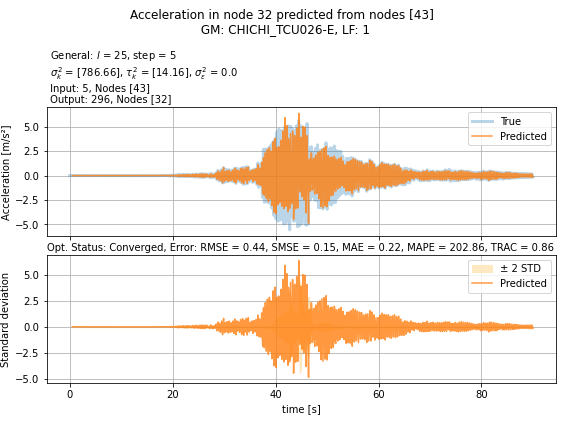 Acceleration in node 32 predicted from nodes [43]
GM: CHICHI_TCU026-E, LF: 1
General: l = 25, step = 5
σ²ₖ = [786.66], τ²ₖ = [14.16], σ²ε = 0.0
Input: 5, Nodes [43]
Output: 296, Nodes [32]
True
Predicted
5.0
2.5
0.0
−2.5
−5.0
Acceleration [m/s²]
Opt. Status: Converged, Error: RMSE = 0.44, SMSE = 0.15, MAE = 0.22, MAPE = 202.86, TRAC = 0.86
± 2 STD
Predicted
5.0
2.5
0.0
−2.5
−5.0
Standard deviation
0 20 40 60 80
time [s]